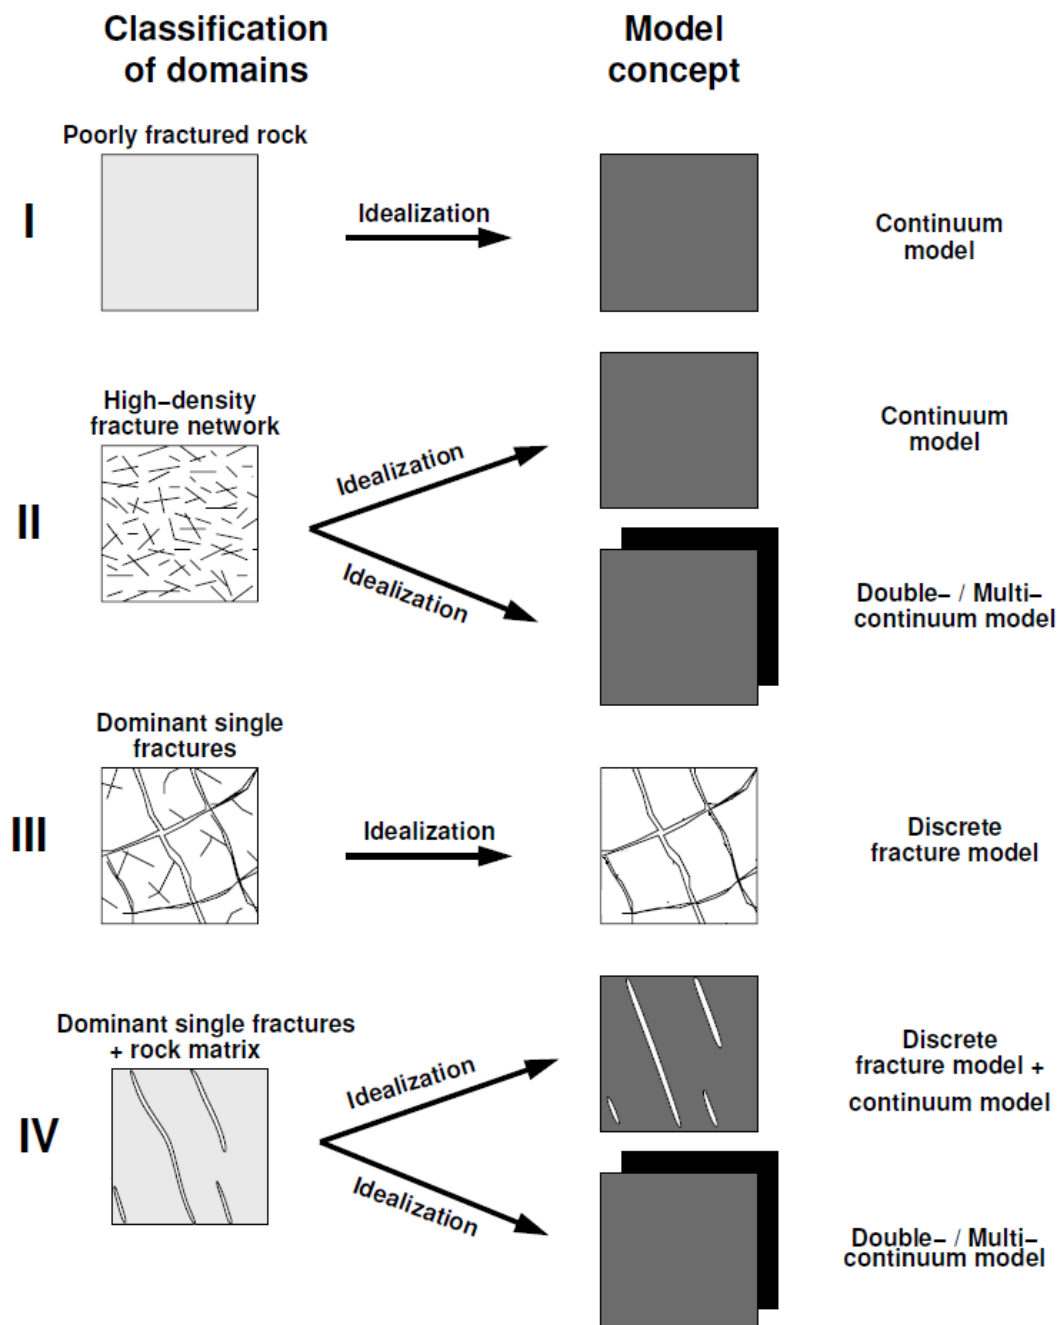 Classification
of domains
Model
concept
Poorly fractured rock
I
Idealization
Continuum
model
High–density
fracture network
II
Idealization
Idealization
Continuum
model
Double– / Multi–
continuum model
Dominant single
fractures
III
Idealization
Discrete
fracture model
Dominant single fractures
+ rock matrix
IV
Idealization
Idealization
Discrete
fracture model +
continuum model
Double– / Multi–
continuum model